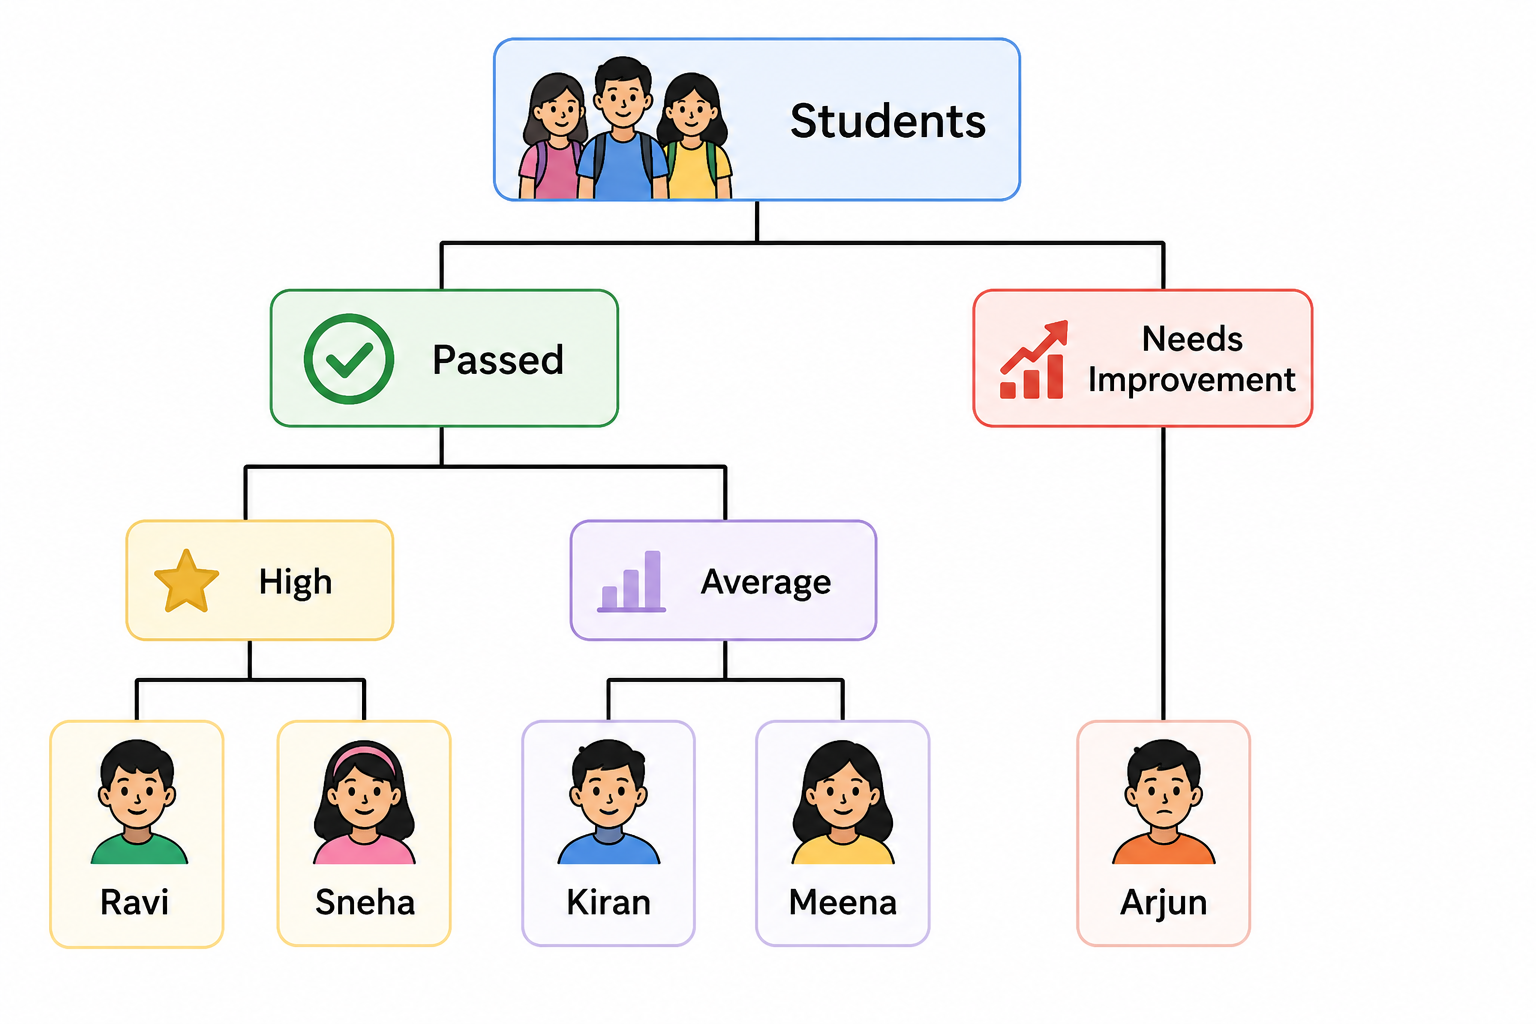 Students
Passed
Needs
Improvement
High
Average
Ravi
Sneha
Kiran
Meena
Arjun